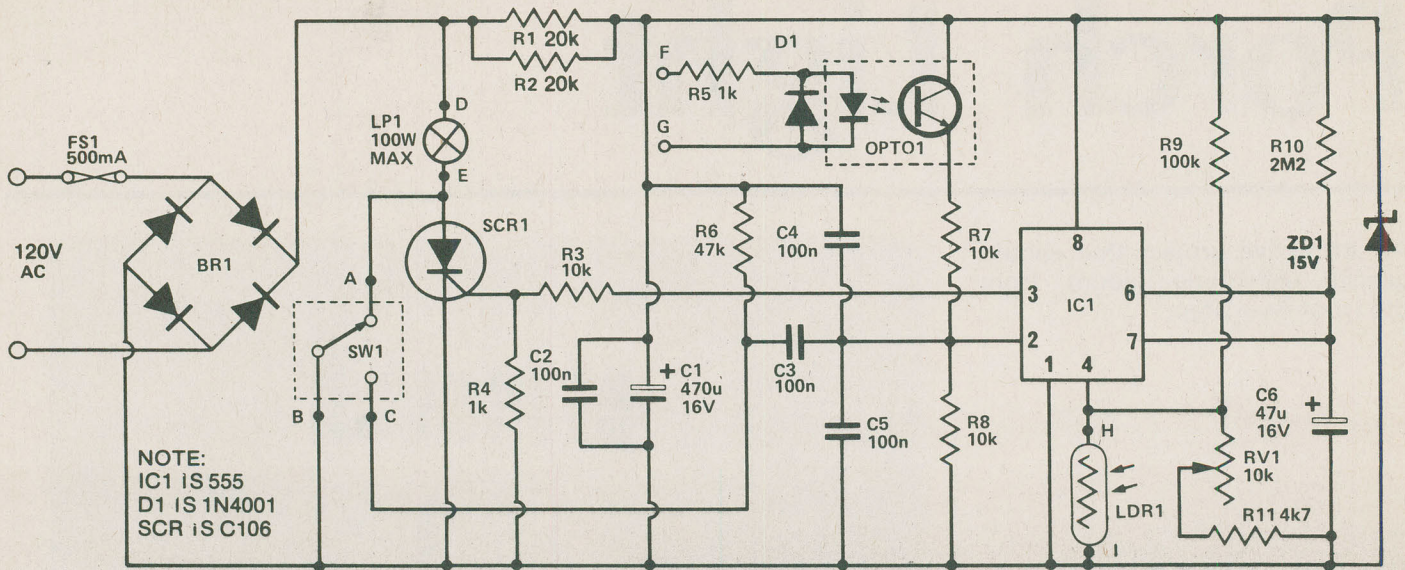 R1 20k
R2 20k
D1
F
R5 1k
G
OPTO1
D
LP1
100W
MAX
E
FS1
500mA
120V
AC
BR1
SCR1
A
SW1
B
C
R3
10k
R4
1k
C2
100n
+
C1
470u
16V
R6
47k
C4
100n
C3
100n
C5
100n
R7
10k
R8
10k
8
3
IC1
6
2
7
1
4
R9
100k
R10
2M2
ZD1
15V
H
LDR1
I
RV1
10k
R11 4k7
C6
47u
16V
+
NOTE:
IC1 iS 555
D1 iS 1N4001
SCR iS C106